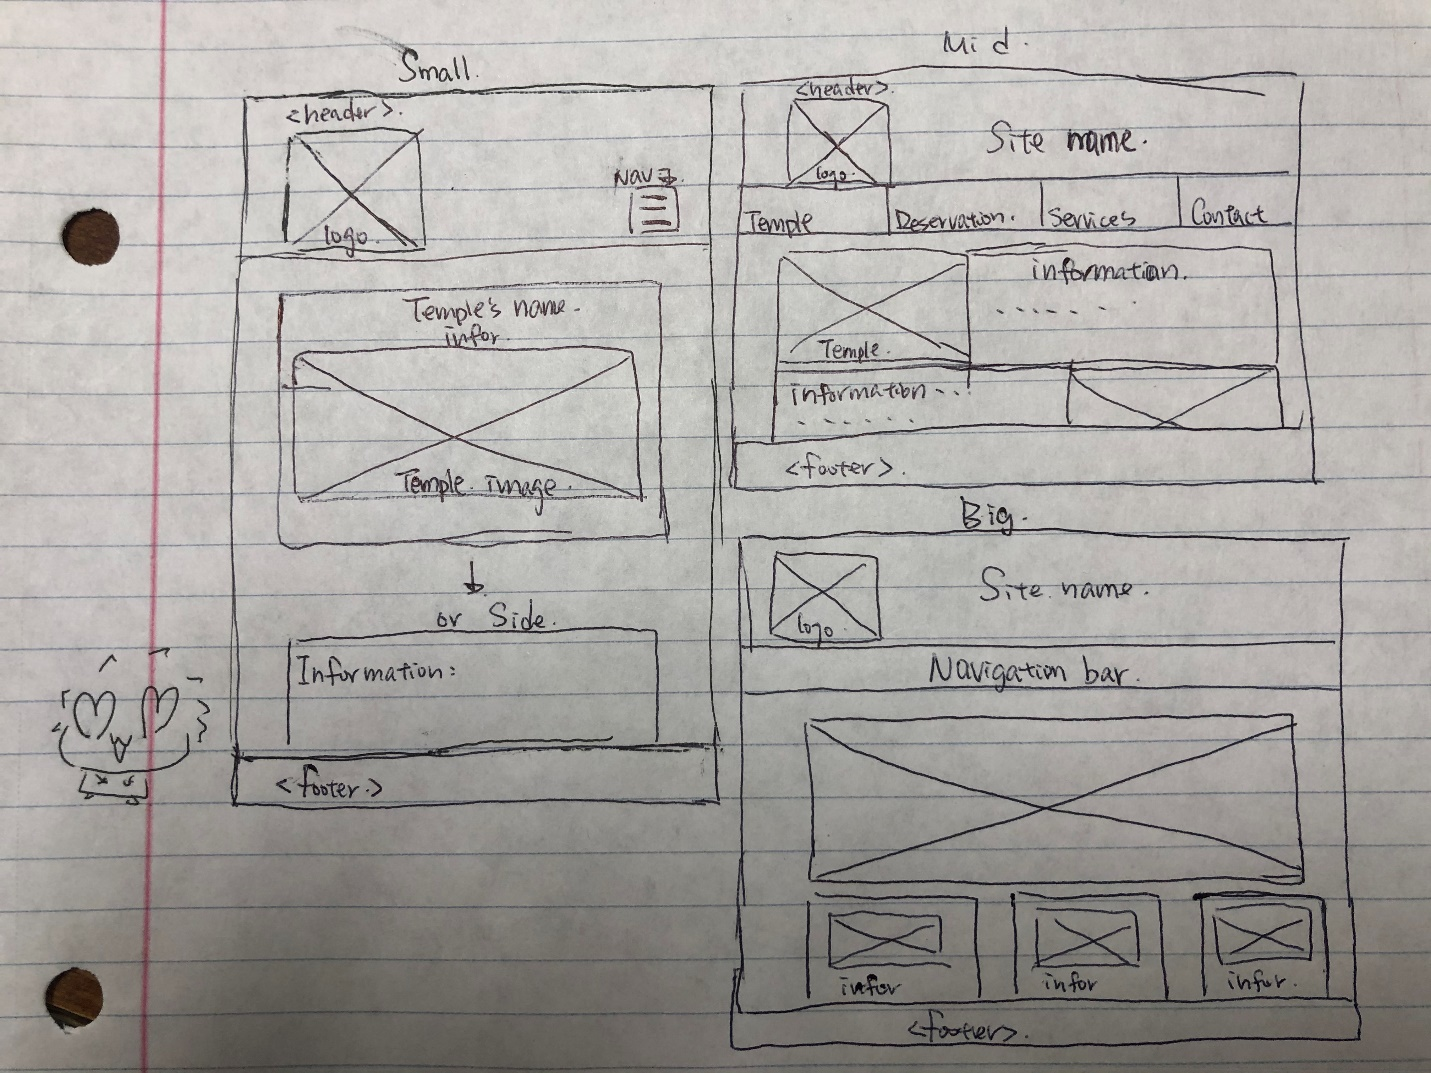 Small.
<header>.
logo.
Nav
Temple's name.
infor.
Temple image.
or Side.
Information:
<footer>
Mid.
<header>.
logo.
Site name.
Temple
Deservation.
Services
Contact
Temple.
information.
......
information...
......
<footer>.
Big.
logo.
Site name.
Navigation bar.
infor
infor
infor.
<footer>.